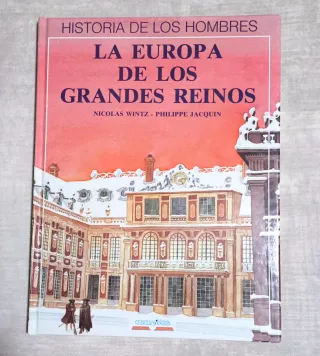 HISTORIA DE LOS HOMBRES
LA EUROPA
DE LOS
GRANDES REINOS
NICOLAS WINTZ - PHILIPPE JACQUIN